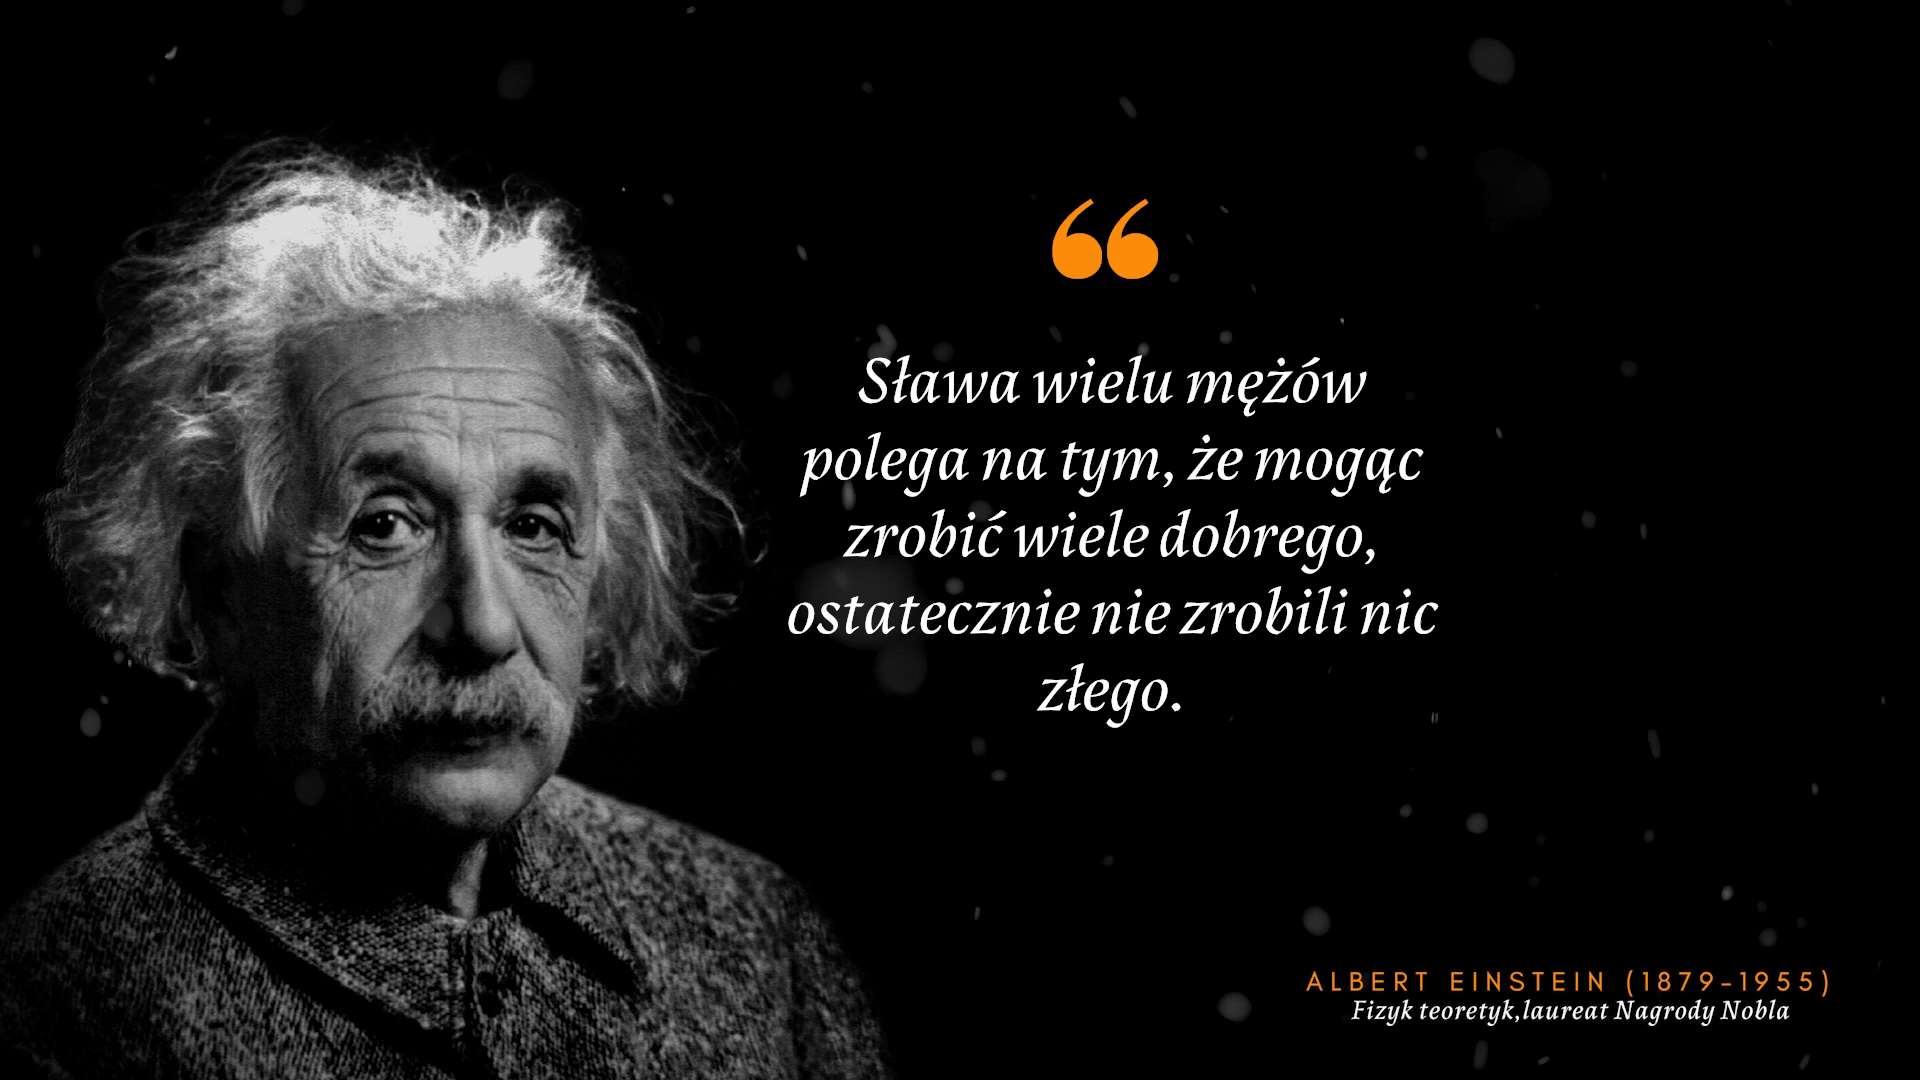 “
Sława wielu mężów
polega na tym, że mogąc
zrobić wiele dobrego,
ostatecznie nie zrobili nic
złego.
ALBERT EINSTEIN (1879-1955)
Fizyk teoretyk,laureat Nagrody Nobla